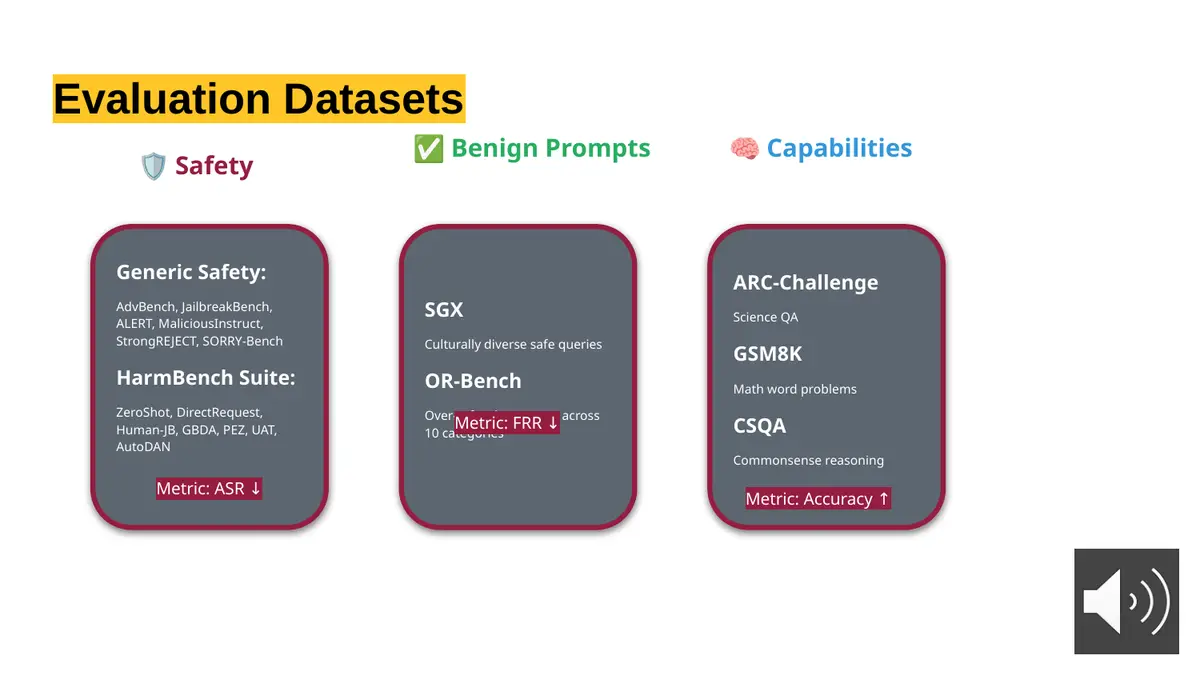 Evaluation Datasets
🛡️ Safety
✅ Benign Prompts
🧠 Capabilities
Generic Safety:
AdvBench, JailbreakBench,
ALERT, MaliciousInstruct,
StrongREJECT, SORRY-Bench
HarmBench Suite:
ZeroShot, DirectRequest,
Human-JB, GBDA, PEZ, UAT,
AutoDAN
Metric: ASR ↓
SGX
Culturally diverse safe queries
OR-Bench
across
10 categories
Metric: FRR ↓
ARC-Challenge
Science QA
GSM8K
Math word problems
CSQA
Commonsense reasoning
Metric: Accuracy ↑